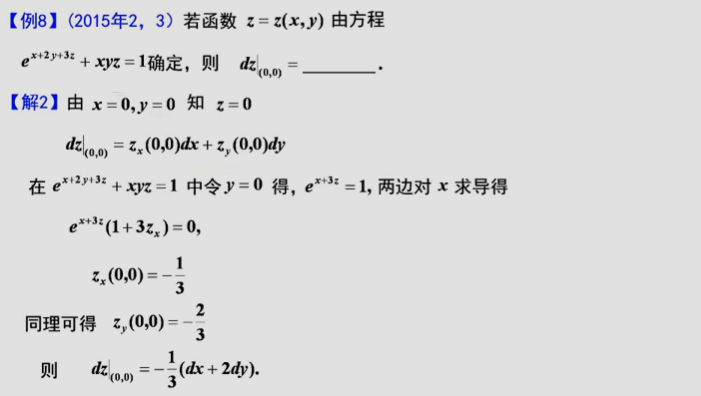 【例8】(2015年2，3) 若函数 z = z(x, y) 由方程
e^{x+2y+3z} + xyz = 1确定，则 dz|_{(0,0)} = ________.
【解2】由 x = 0, y = 0 知 z = 0
dz|_{(0,0)} = z_x(0,0)dx + z_y(0,0)dy
在 e^{x+2y+3z} + xyz = 1 中令 y = 0 得，e^{x+3z} = 1, 两边对 x 求导得
e^{x+3z}(1+3z_x) = 0,
z_x(0,0) = -\frac{1}{3}
同理可得 z_y(0,0) = -\frac{2}{3}
则 dz|_{(0,0)} = -\frac{1}{3}(dx + 2dy).